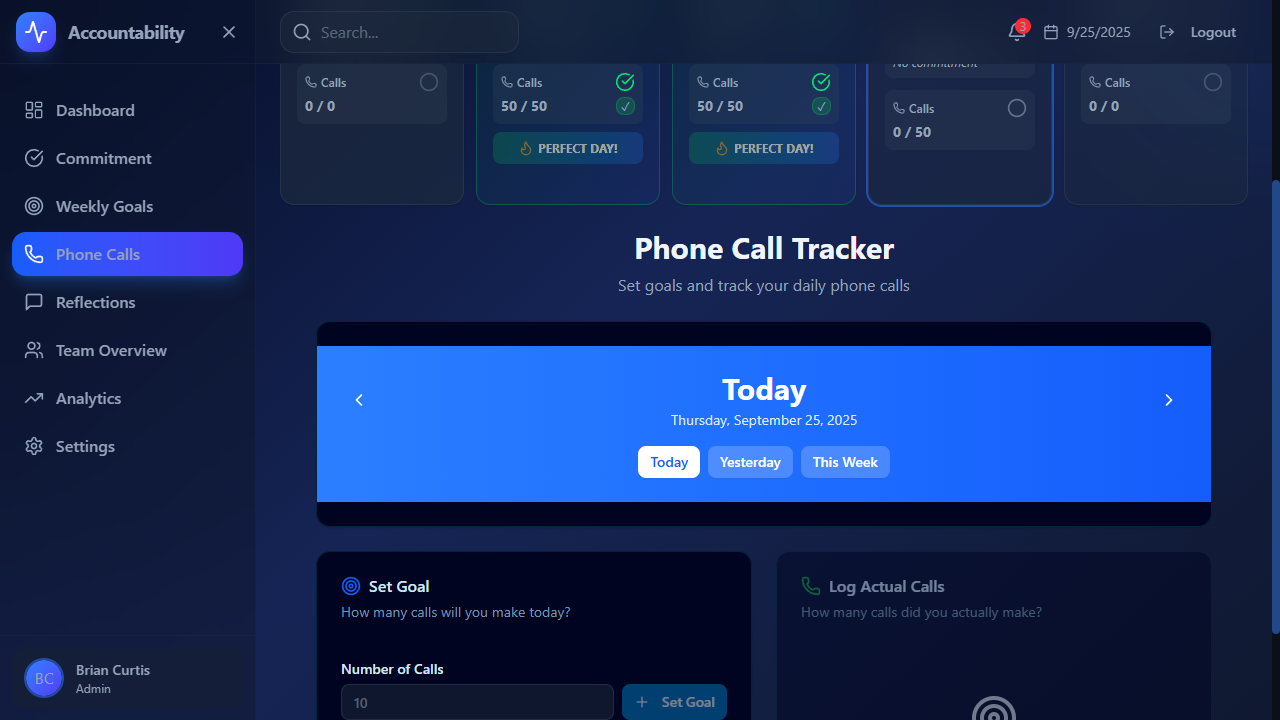 Accountability
Search...
3
9/25/2025
Logout
Dashboard
Commitment
Weekly Goals
Phone Calls
Reflections
Team Overview
Analytics
Settings
BC
Brian Curtis
Admin
Calls
0 / 0
Calls
50 / 50
✓
PERFECT DAY!
Calls
50 / 50
✓
PERFECT DAY!
No commitment
Calls
0 / 50
Calls
0 / 0
Phone Call Tracker
Set goals and track your daily phone calls
Today
Thursday, September 25, 2025
Today
Yesterday
This Week
Set Goal
How many calls will you make today?
Number of Calls
10
+ Set Goal
Log Actual Calls
How many calls did you actually make?